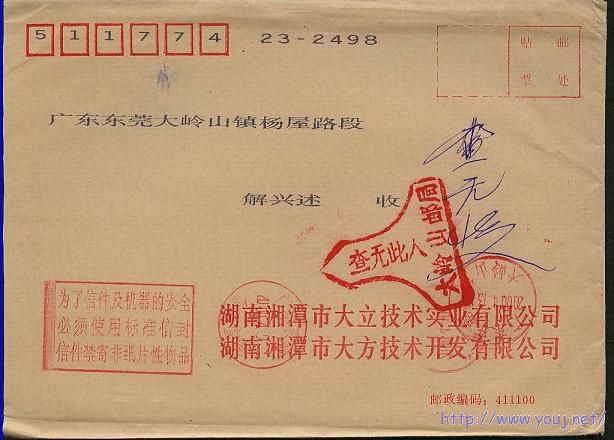 511774 23-2498
贴 邮
票 处
广东东莞大岭山镇杨屋路段
解兴述 收
查无
查无此人
大岭山邮局
为了信件及机器的安全
必须使用标准信封
信件禁寄非纸片性物品
湖南湘潭市大立技术实业有限公司
湖南湘潭市大方技术开发有限公司
邮政编码：411100
http://www.youj.net/